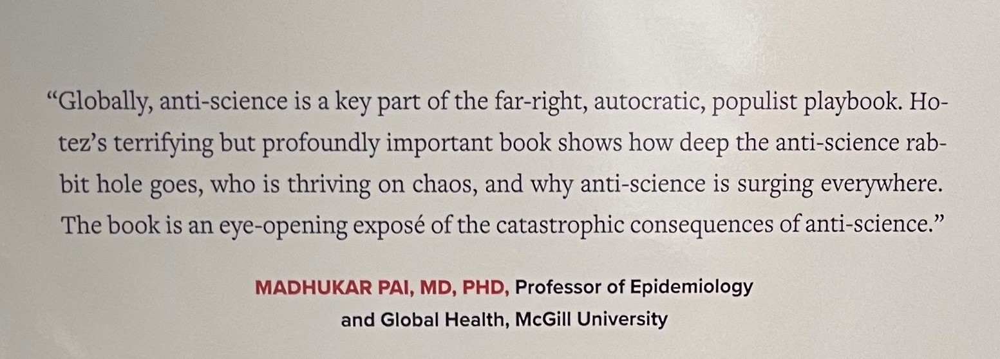 “Globally, anti-science is a key part of the far-right, autocratic, populist playbook. Ho-
tez’s terrifying but profoundly important book shows how deep the anti-science rab-
bit hole goes, who is thriving on chaos, and why anti-science is surging everywhere.
The book is an eye-opening exposé of the catastrophic consequences of anti-science.”
MADHUKAR PAI, MD, PHD, Professor of Epidemiology
and Global Health, McGill University